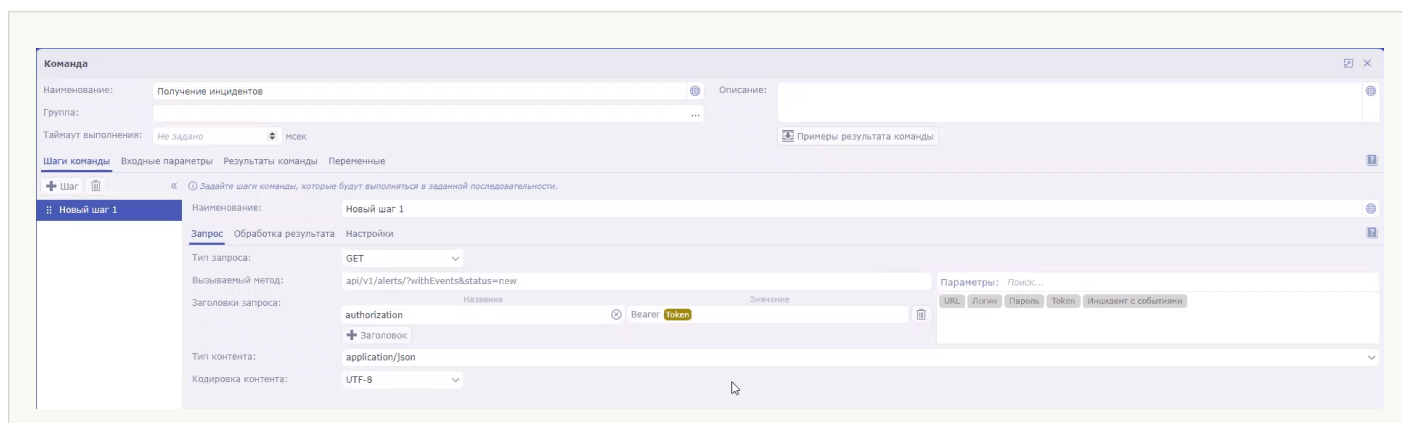 Команда
Наименование: Получение инцидентов Описание:
Группа: ...
Таймаут выполнения: Не задано мсек Примеры результата команды
Шаги команды Входные параметры Результаты команды Переменные
Шаг « Задайте шаги команды, которые будут выполняться в заданной последовательности.
Новый шаг 1 Наименование: Новый шаг 1
Запрос Обработка результата Настройки
Тип запроса: GET
Вызываемый метод: api/v1/alerts/?withEvents&status=new Параметры: Поиск...
Заголовки запроса: Название Значение URL Логин Пароль Token Инцидент с событиями
authorization Bearer Token
Заголовок
Тип контента: application/json
Кодировка контента: UTF-8